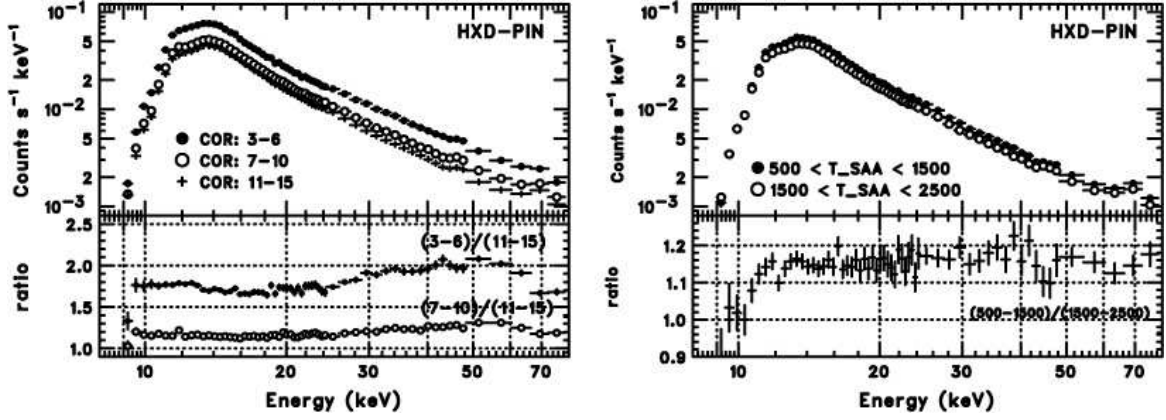 HXD-PIN
Counts s⁻¹ keV⁻¹
10⁻¹
5
2
10⁻²
5
2
10⁻³
COR: 3-6
COR: 7-10
COR: 11-15
2.5
2.0
1.5
1.0
ratio
(3-6)/(11-15)
(7-10)/(11-15)
10 20 30 40 50 70
Energy (keV)
HXD-PIN
Counts s⁻¹ keV⁻¹
10⁻¹
5
2
10⁻²
5
2
10⁻³
500 < T_SAA < 1500
1500 < T_SAA < 2500
1.2
1.1
1.0
0.9
ratio
(500-1500)/(1500-2500)
10 20 30 40 50 70
Energy (keV)